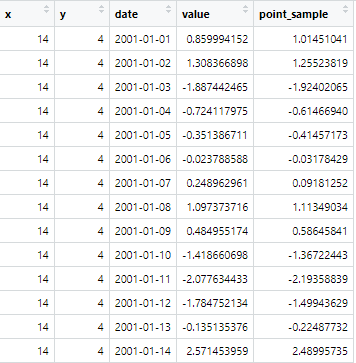 x y date value point_sample
14 4 2001-01-01 0.859994152 1.01451041
14 4 2001-01-02 1.308366898 1.25523819
14 4 2001-01-03 -1.887442465 -1.92402065
14 4 2001-01-04 -0.724117975 -0.61466940
14 4 2001-01-05 -0.351386711 -0.41457173
14 4 2001-01-06 -0.023788588 -0.03178429
14 4 2001-01-07 0.248962961 0.09181252
14 4 2001-01-08 1.097373716 1.11349034
14 4 2001-01-09 0.484955174 0.58645841
14 4 2001-01-10 -1.418660698 -1.36722443
14 4 2001-01-11 -2.077634433 -2.19358839
14 4 2001-01-12 -1.784752134 -1.49943629
14 4 2001-01-13 -0.135135376 -0.22487732
14 4 2001-01-14 2.571453959 2.48995735